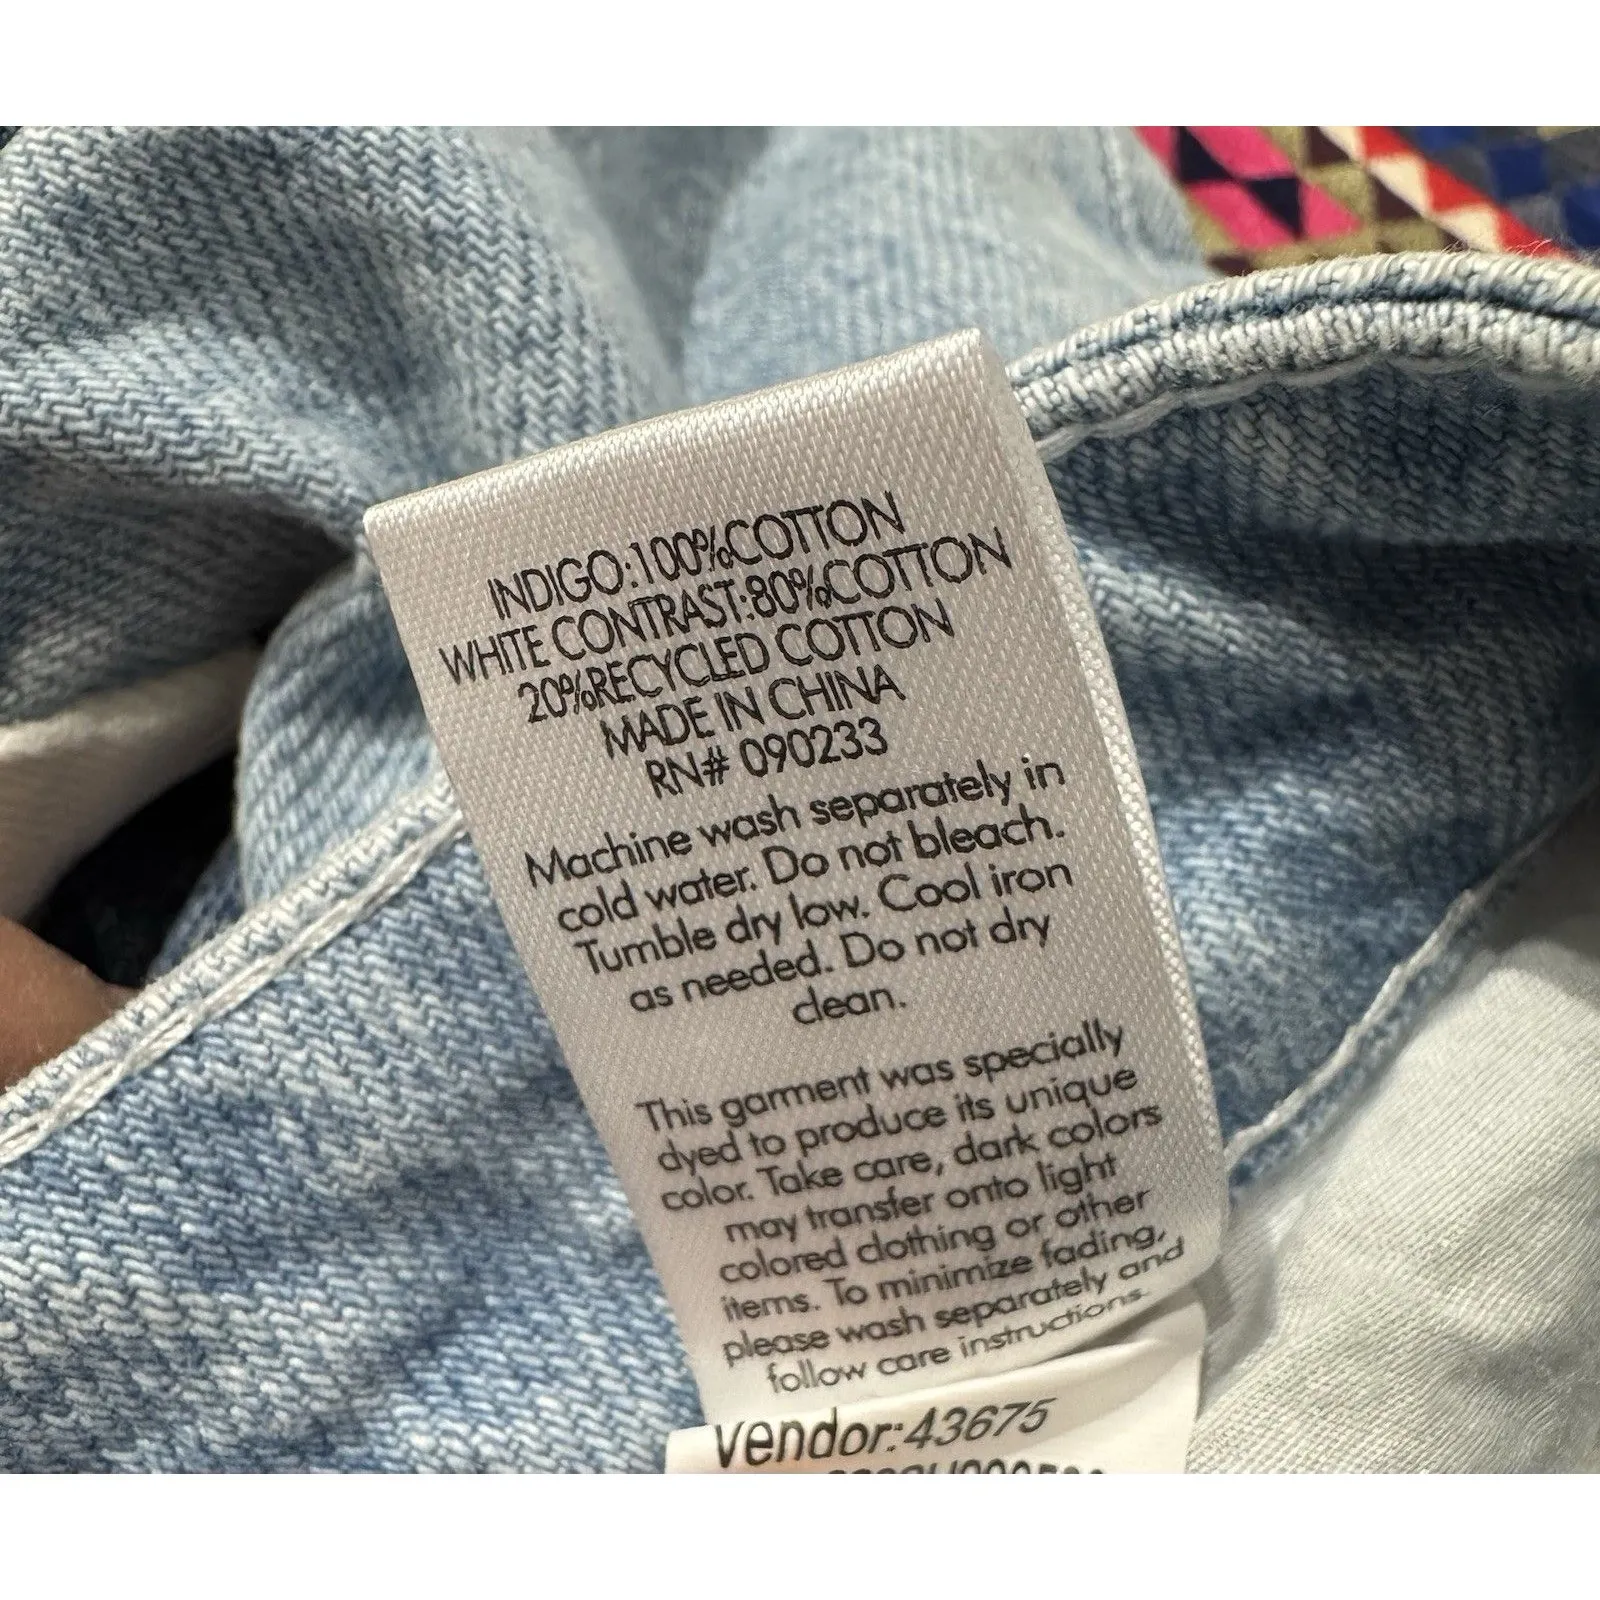 INDIGO:100%COTTON
WHITE CONTRAST:80%COTTON
20%RECYCLED COTTON
MADE IN CHINA
RN# 090233
Machine wash separately in
cold water. Do not bleach.
Tumble dry low. Cool iron
as needed. Do not dry
clean.
This garment was specially
dyed to produce its unique
color. Take care, dark colors
may transfer onto light
colored clothing or other
items. To minimize fading,
please wash separately and
follow care instructions.
Vendor:43675